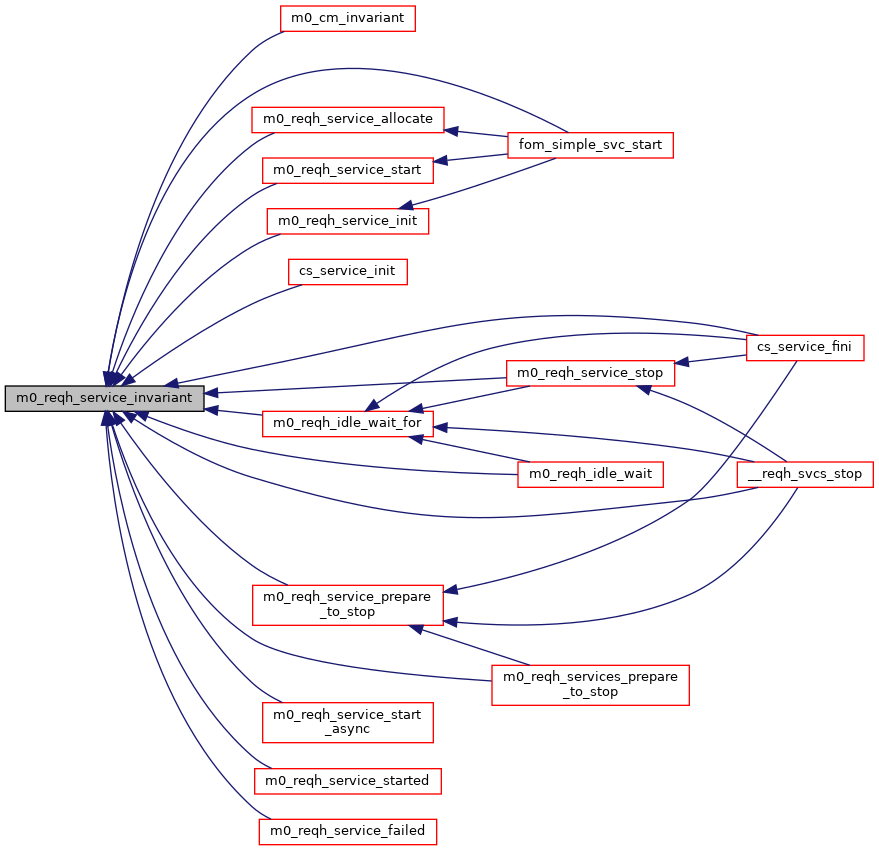 m0_cm_invariant
m0_reqh_service_allocate
fom_simple_svc_start
m0_reqh_service_start
m0_reqh_service_init
cs_service_init
cs_service_fini
m0_reqh_service_stop
m0_reqh_service_invariant
m0_reqh_idle_wait_for
m0_reqh_idle_wait
__reqh_svcs_stop
m0_reqh_service_prepare
_to_stop
m0_reqh_services_prepare
_to_stop
m0_reqh_service_start
_async
m0_reqh_service_started
m0_reqh_service_failed